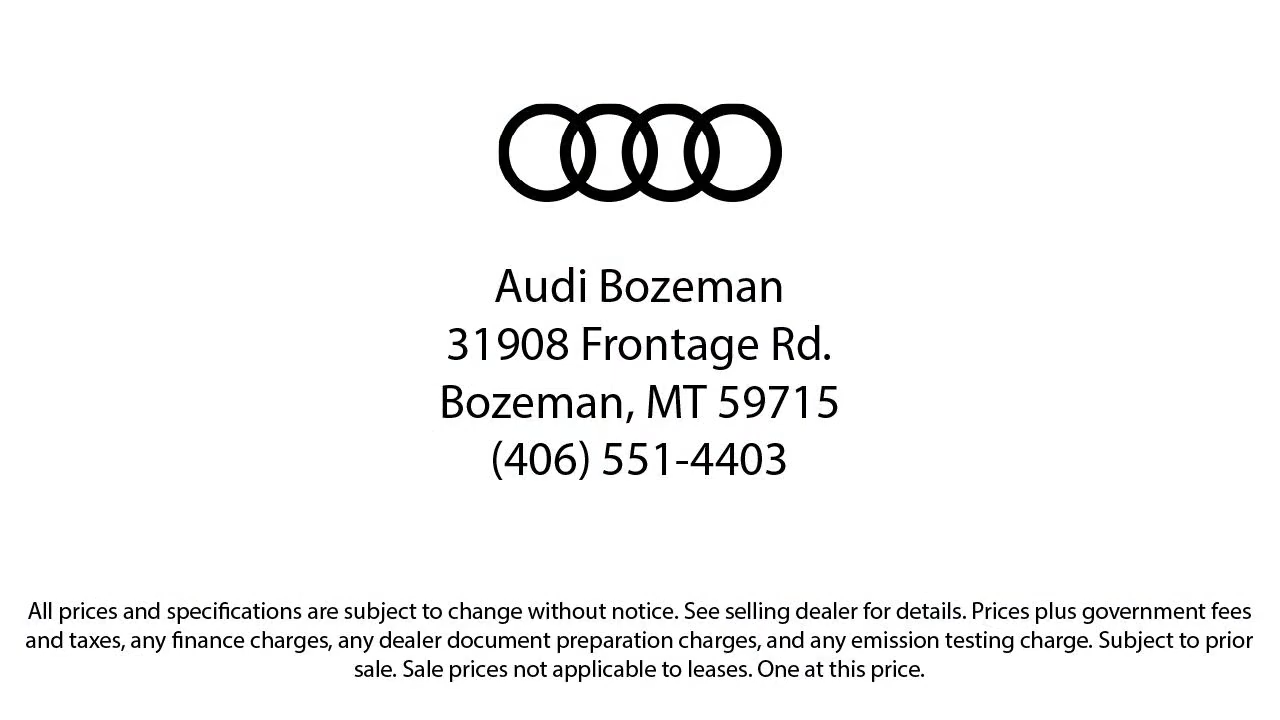 Audi Bozeman
31908 Frontage Rd.
Bozeman, MT 59715
(406) 551-4403
All prices and specifications are subject to change without notice. See selling dealer for details. Prices plus government fees
and taxes, any finance charges, any dealer document preparation charges, and any emission testing charge. Subject to prior
sale. Sale prices not applicable to leases. One at this price.